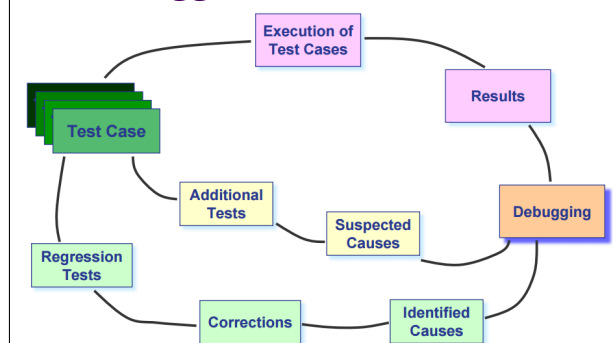 Execution of
Test Cases
Results
Test Case
Additional
Tests
Suspected
Causes
Debugging
Regression
Tests
Corrections
Identified
Causes